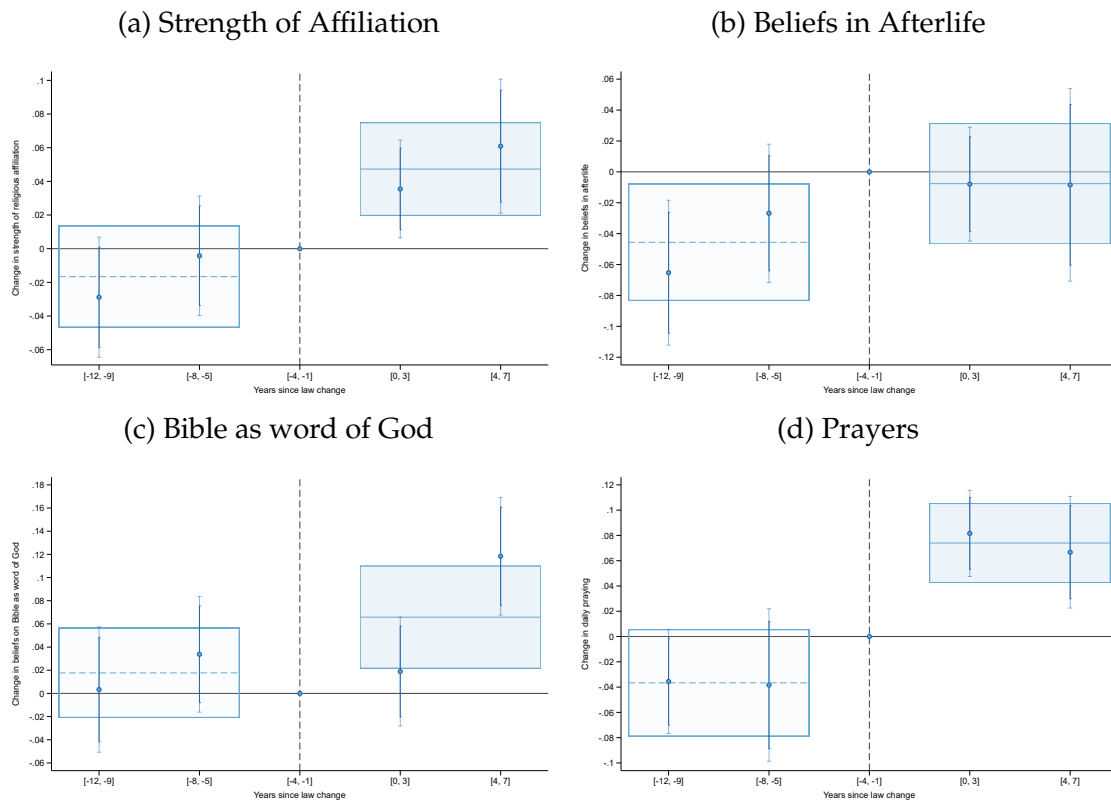 (a) Strength of Affiliation
Change in strength of religious affiliation
.1
.08
.06
.04
.02
0
-.02
-.04
-.06
[-12, -9] [-8, -5] [-4, -1] [0, 3] [4, 7]
Years since law change
(b) Beliefs in Afterlife
Change in beliefs in afterlife
.06
.04
.02
0
-.02
-.04
-.06
-.08
-.1
-.12
[-12, -9] [-8, -5] [-4, -1] [0, 3] [4, 7]
Years since law change
(c) Bible as word of God
Change in beliefs on Bible as word of God
.18
.16
.14
.12
.1
.08
.06
.04
.02
0
-.02
-.04
-.06
[-12, -9] [-8, -5] [-4, -1] [0, 3] [4, 7]
Years since law change
(d) Prayers
Change in daily praying
.12
.1
.08
.06
.04
.02
0
-.02
-.04
-.06
-.08
-.1
[-12, -9] [-8, -5] [-4, -1] [0, 3] [4, 7]
Years since law change